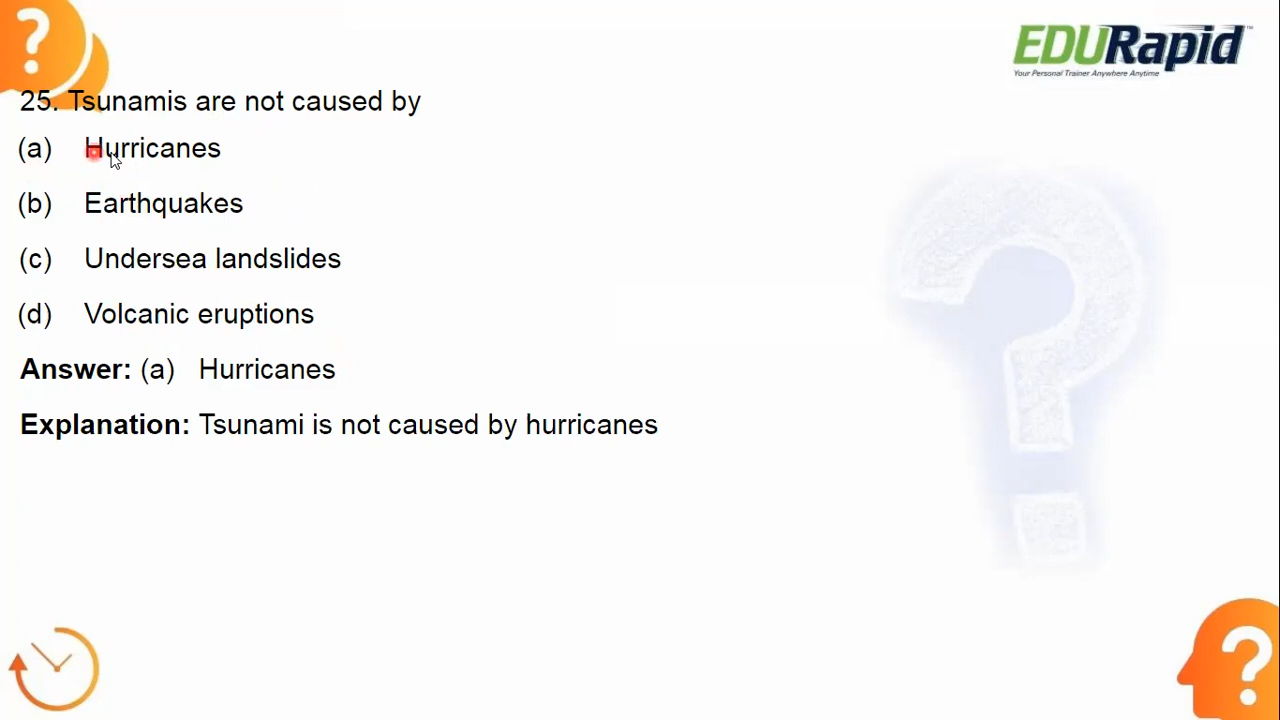 EDURapid™
Your Personal Trainer Anywhere Anytime
25. Tsunamis are not caused by
(a) Hurricanes
(b) Earthquakes
(c) Undersea landslides
(d) Volcanic eruptions
Answer: (a) Hurricanes
Explanation: Tsunami is not caused by hurricanes